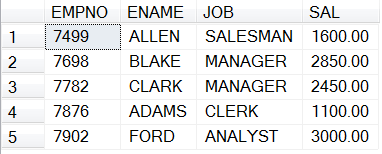 EMPNO ENAME JOB SAL
1 7499 ALLEN SALESMAN 1600.00
2 7698 BLAKE MANAGER 2850.00
3 7782 CLARK MANAGER 2450.00
4 7876 ADAMS CLERK 1100.00
5 7902 FORD ANALYST 3000.00